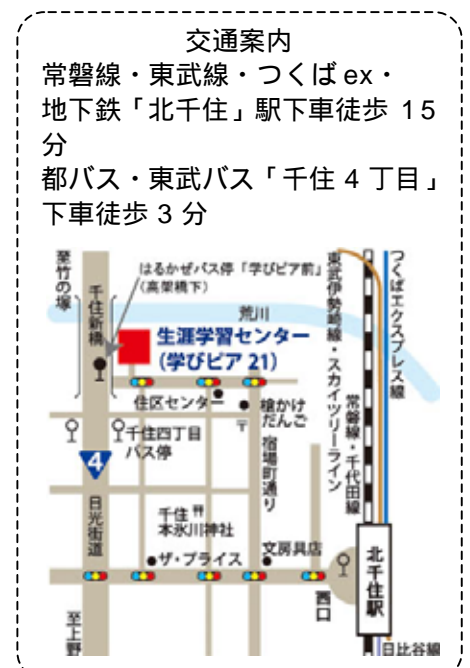 交通案内
常磐線・東武線・つくば ex・
地下鉄「北千住」駅下車徒歩 15
分
都バス・東武バス「千住 4 丁目」
下車徒歩 3 分
至竹の塚
千住新橋
はるかぜバス停「学びピア前」
(高架橋下)
荒川
生涯学習センター
(学びピア 21)
東武伊勢崎線・スカイツリーライン
つくばエクスプレス線
常磐線・千代田線
住区センター
槍かけ
だんご
千住四丁目
バス停
宿場町通り
4
日光街道
千住
本氷川神社
ザ・プライス
文房具店
西口
北千住駅
至上野
日比谷線